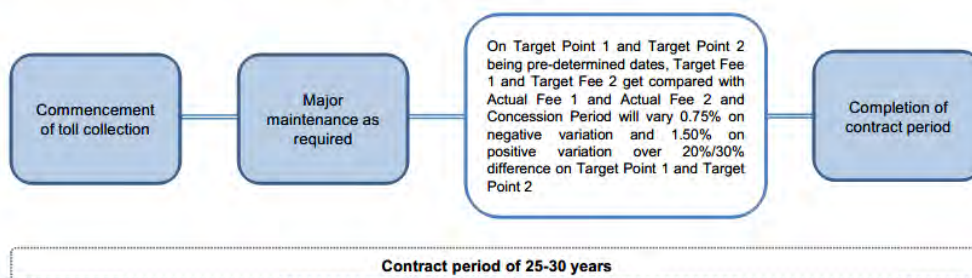 Commencement
of toll collection
Major
maintenance as
required
On Target Point 1 and Target Point 2
being pre-determined dates, Target Fee
1 and Target Fee 2 get compared with
Actual Fee 1 and Actual Fee 2 and
Concession Period will vary 0.75% on
negative variation and 1.50% on
positive variation over 20%/30%
difference on Target Point 1 and Target
Point 2
Completion of
contract period
Contract period of 25-30 years